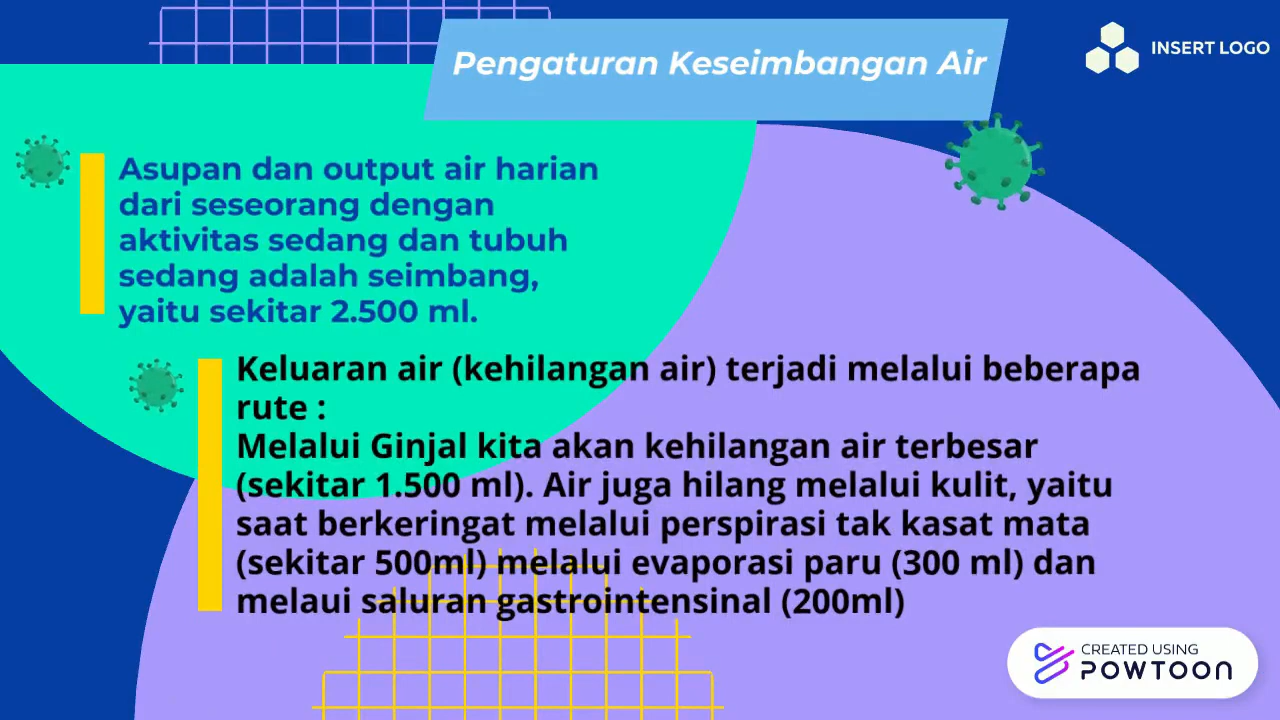 Pengaturan Keseimbangan Air
INSERT LOGO
Asupan dan output air harian
dari seseorang dengan
aktivitas sedang dan tubuh
sedang adalah seimbang,
yaitu sekitar 2.500 ml.
Keluaran air (kehilangan air) terjadi melalui beberapa
rute :
Melalui Ginjal kita akan kehilangan air terbesar
(sekitar 1.500 ml). Air juga hilang melalui kulit, yaitu
saat berkeringat melalui perspirasi tak kasat mata
(sekitar 500ml) melalui evaporasi paru (300 ml) dan
melaui saluran gastrointensinal (200ml)
CREATED USING
POWTOON